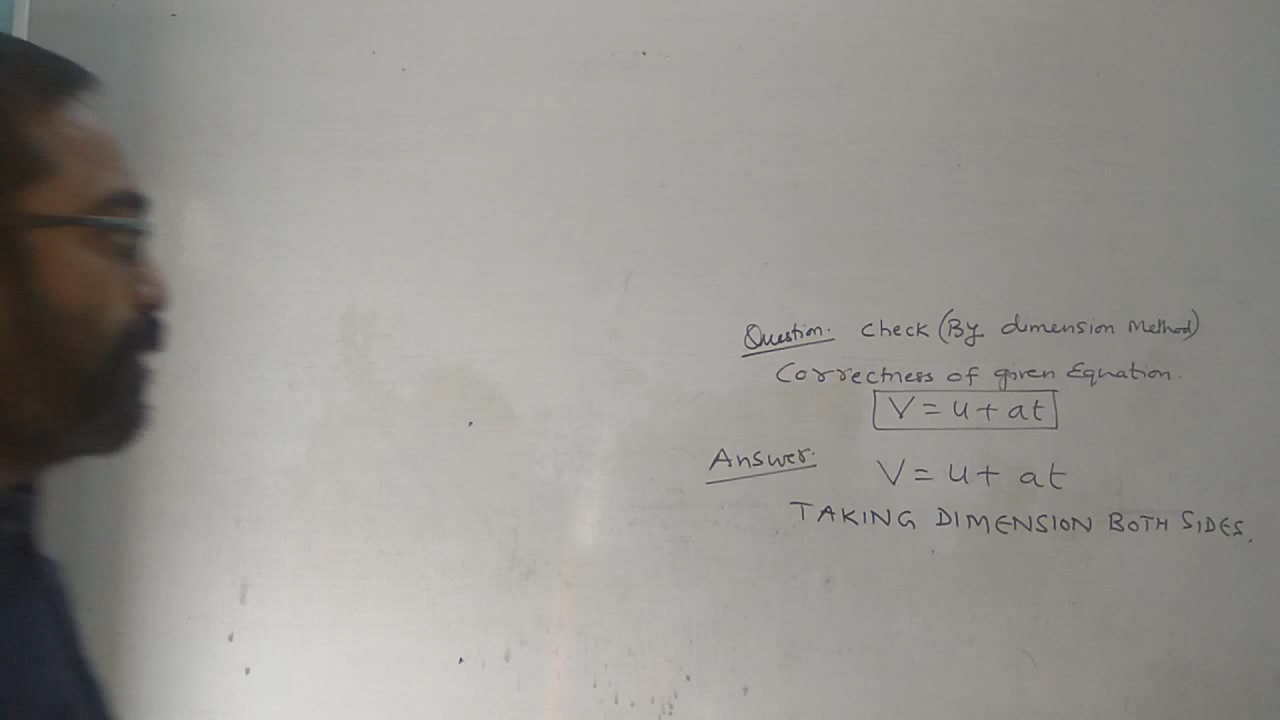 Question. Check (By dimension Method)
Correctness of given Equation.
V = u + at
Answer. V = u + at
TAKING DIMENSION BOTH SIDES.